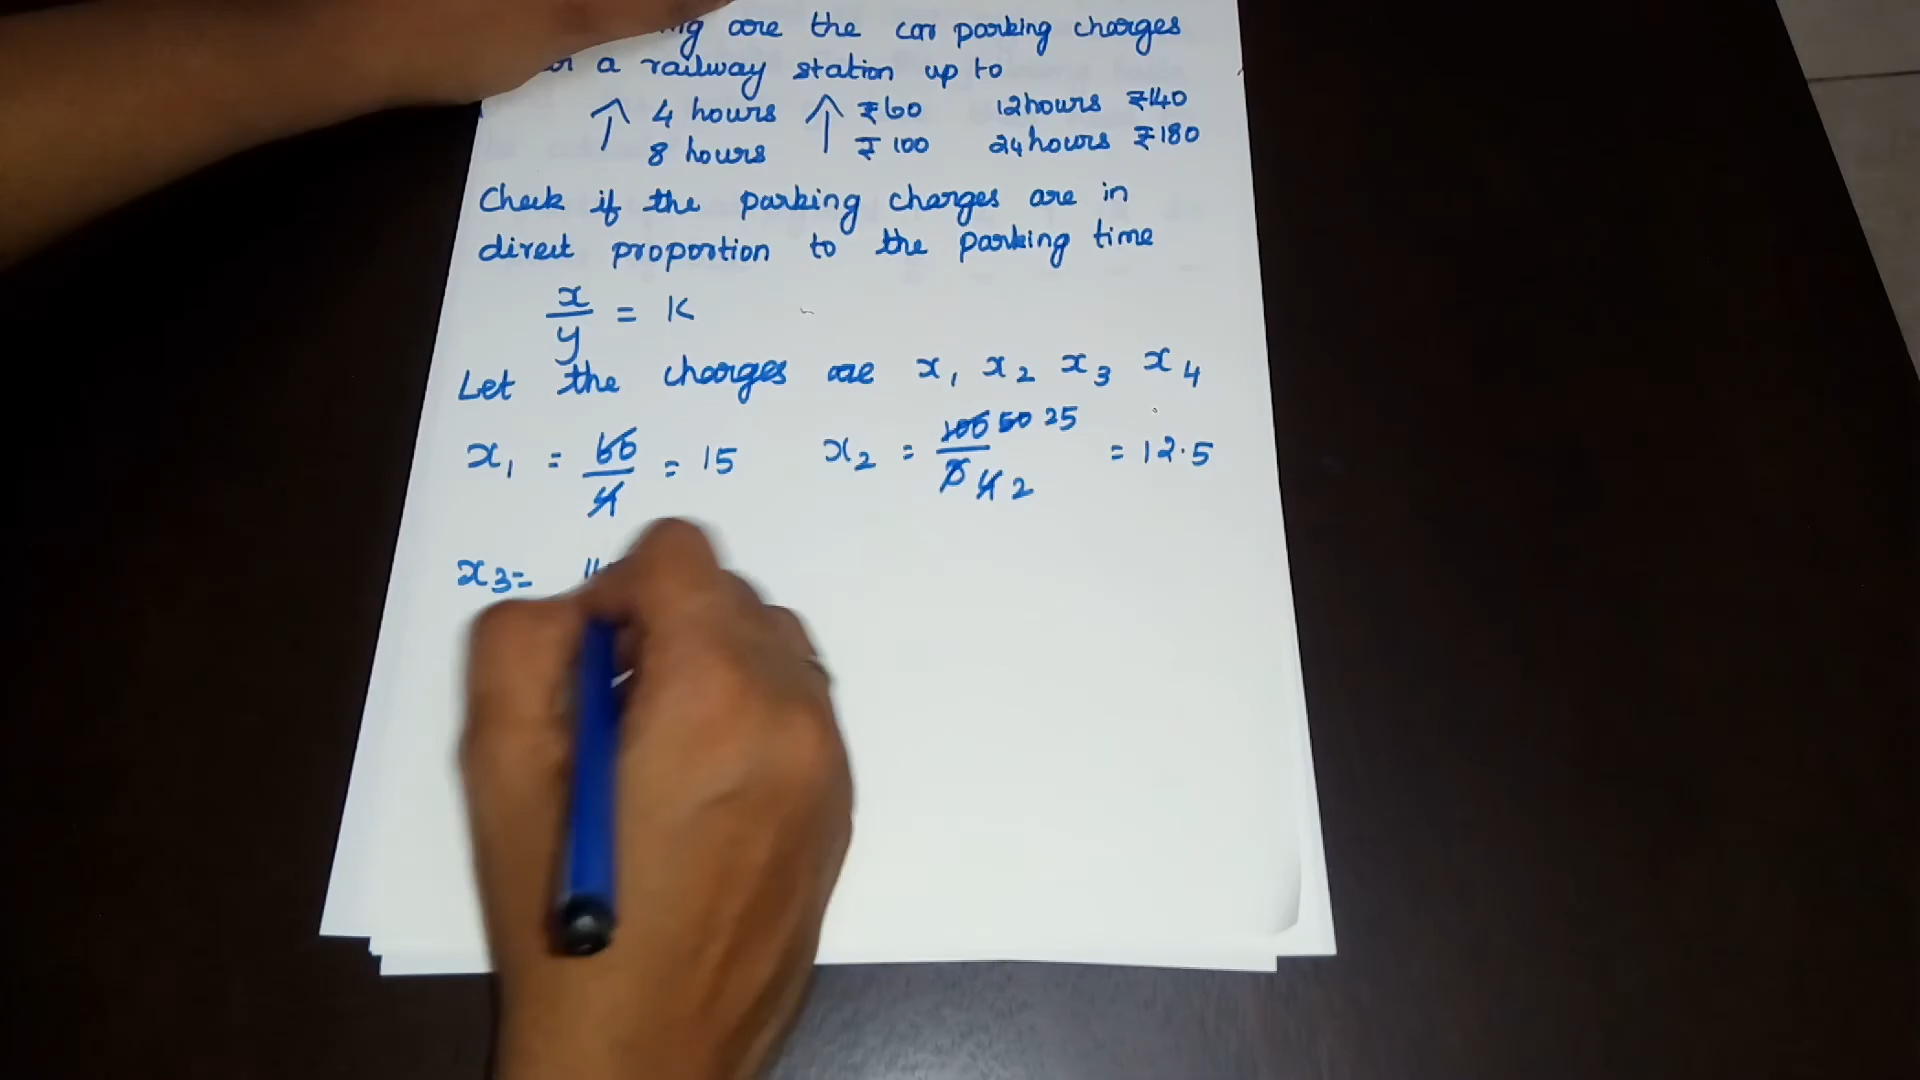 are the car parking charges
a railway station up to
4 hours ₹60 12hours ₹140
8 hours ₹100 24hours ₹180
Check if the parking charges are in
direct proportion to the parking time
x/y = K
Let the charges are x1 x2 x3 x4
x1 = 60/4 = 15 x2 = 100 50 25/8 4 2 = 12.5
x3=